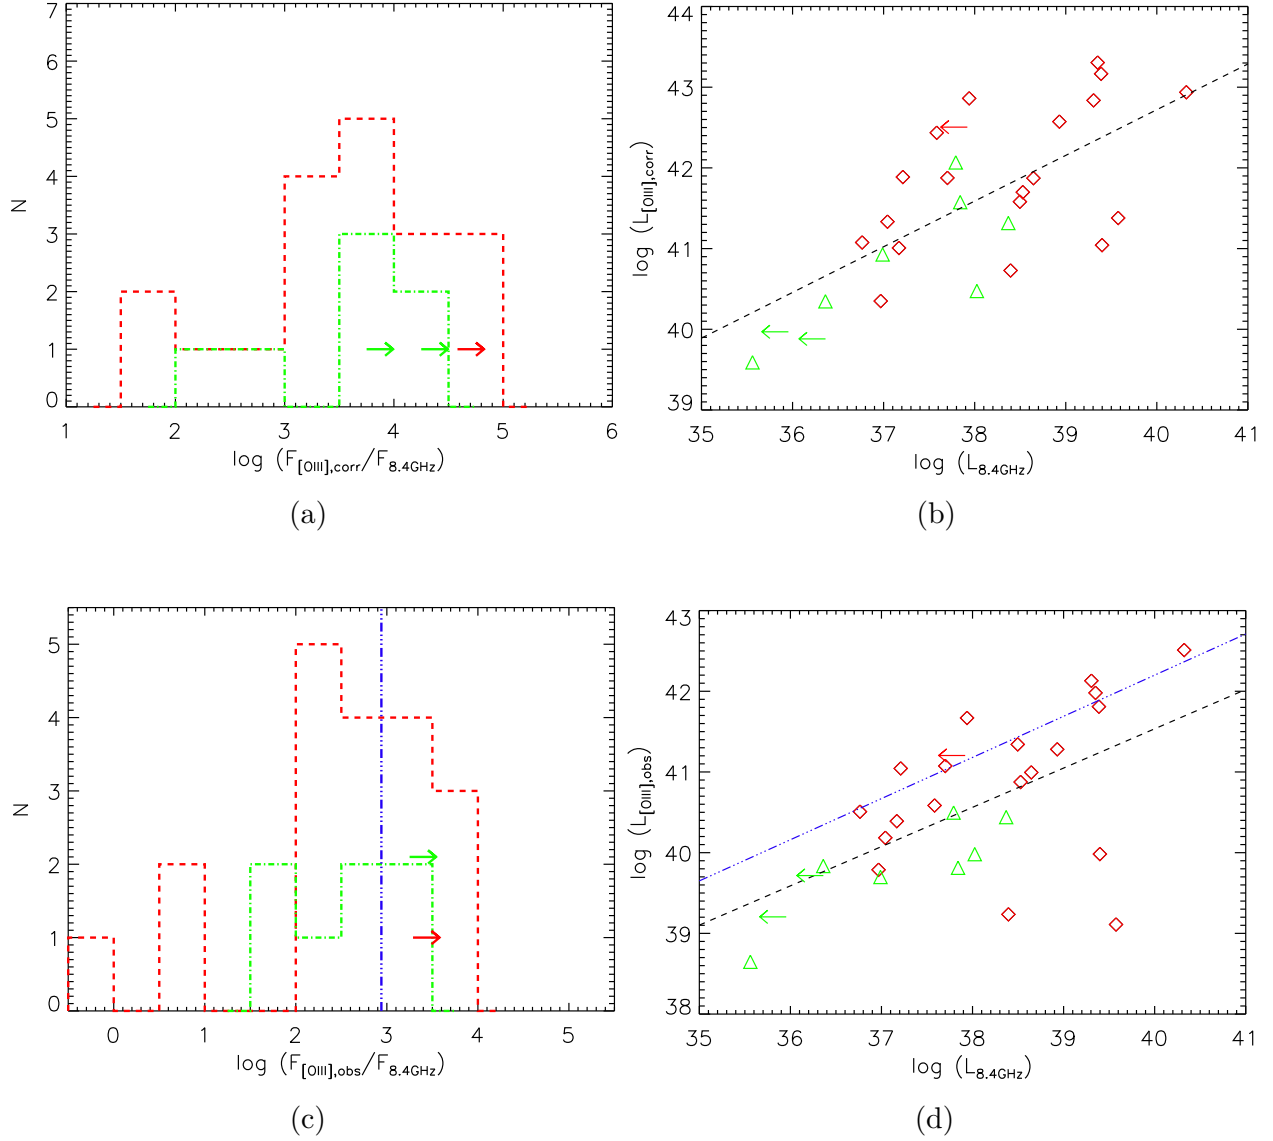 7
6
5
4
3
2
1
0
N
1 2 3 4 5 6
log (F[OIII],corr/F8.4GHz)
(a)
44
43
42
41
40
39
log (L[OIII],corr)
35 36 37 38 39 40 41
log (L8.4GHz)
(b)
5
4
3
2
1
0
N
0 1 2 3 4 5
log (F[OIII],obs/F8.4GHz)
(c)
43
42
41
40
39
38
log (L[OIII],obs)
35 36 37 38 39 40 41
log (L8.4GHz)
(d)